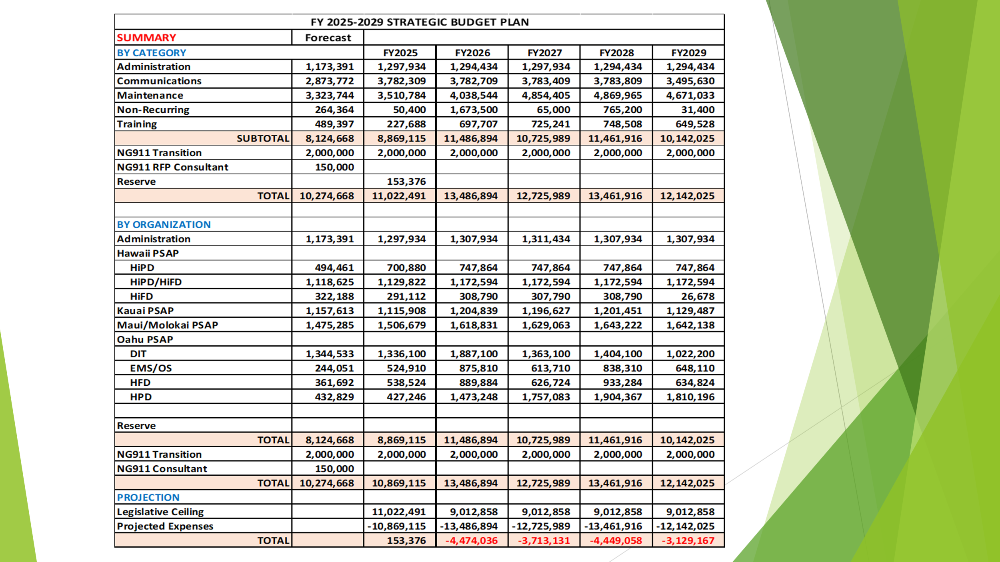 FY 2025-2029 STRATEGIC BUDGET PLAN
SUMMARY Forecast
BY CATEGORY FY2025 FY2026 FY2027 FY2028 FY2029
Administration 1,173,391 1,297,934 1,294,434 1,297,934 1,294,434 1,294,434
Communications 2,873,772 3,782,309 3,782,709 3,783,409 3,783,809 3,495,630
Maintenance 3,323,744 3,510,784 4,038,544 4,854,405 4,869,965 4,671,033
Non-Recurring 264,364 50,400 1,673,500 65,000 765,200 31,400
Training 489,397 227,688 697,707 725,241 748,508 649,528
SUBTOTAL 8,124,668 8,869,115 11,486,894 10,725,989 11,461,916 10,142,025
NG911 Transition 2,000,000 2,000,000 2,000,000 2,000,000 2,000,000 2,000,000
NG911 RFP Consultant 150,000
Reserve 153,376
TOTAL 10,274,668 11,022,491 13,486,894 12,725,989 13,461,916 12,142,025
BY ORGANIZATION
Administration 1,173,391 1,297,934 1,307,934 1,311,434 1,307,934 1,307,934
Hawaii PSAP
HiPD 494,461 700,880 747,864 747,864 747,864 747,864
HiPD/HiFD 1,118,625 1,129,822 1,172,594 1,172,594 1,172,594 1,172,594
HiFD 322,188 291,112 308,790 307,790 308,790 26,678
Kauai PSAP 1,157,613 1,115,908 1,204,839 1,196,627 1,201,451 1,129,487
Maui/Molokai PSAP 1,475,285 1,506,679 1,618,831 1,629,063 1,643,222 1,642,138
Oahu PSAP
DIT 1,344,533 1,336,100 1,887,100 1,363,100 1,404,100 1,022,200
EMS/OS 244,051 524,910 875,810 613,710 838,310 648,110
HFD 361,692 538,524 889,884 626,724 933,284 634,824
HPD 432,829 427,246 1,473,248 1,757,083 1,904,367 1,810,196
Reserve
TOTAL 8,124,668 8,869,115 11,486,894 10,725,989 11,461,916 10,142,025
NG911 Transition 2,000,000 2,000,000 2,000,000 2,000,000 2,000,000 2,000,000
NG911 Consultant 150,000
TOTAL 10,274,668 10,869,115 13,486,894 12,725,989 13,461,916 12,142,025
PROJECTION
Legislative Ceiling 11,022,491 9,012,858 9,012,858 9,012,858 9,012,858
Projected Expenses -10,869,115 -13,486,894 -12,725,989 -13,461,916 -12,142,025
TOTAL 153,376 -4,474,036 -3,713,131 -4,449,058 -3,129,167